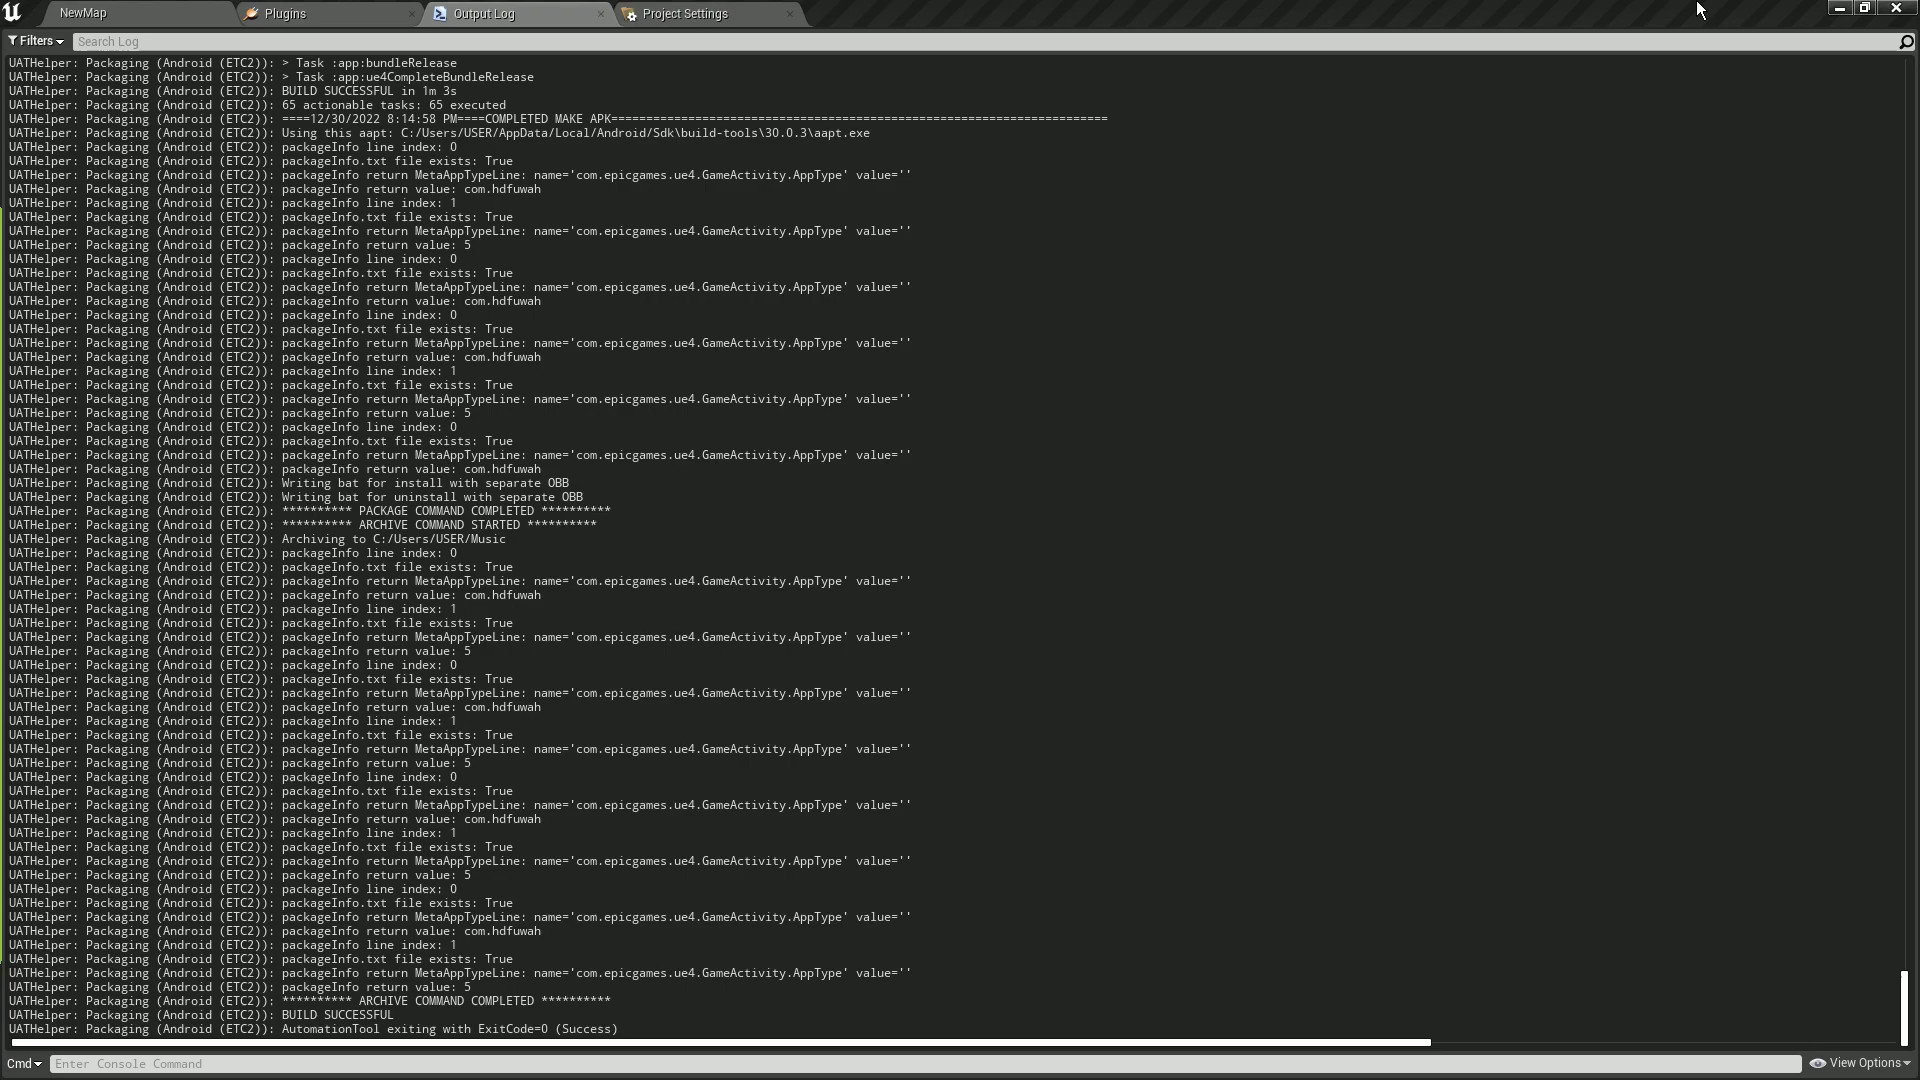 NewMap
Plugins
Output Log
Project Settings
Filters
Search Log
UATHelper: Packaging (Android (ETC2)): > Task :app:bundleRelease
UATHelper: Packaging (Android (ETC2)): > Task :app:ue4CompleteBundleRelease
UATHelper: Packaging (Android (ETC2)): BUILD SUCCESSFUL in 1m 3s
UATHelper: Packaging (Android (ETC2)): 65 actionable tasks: 65 executed
UATHelper: Packaging (Android (ETC2)): ====12/30/2022 8:14:58 PM====COMPLETED MAKE APK=======================================================================
UATHelper: Packaging (Android (ETC2)): Using this aapt: C:/Users/USER/AppData/Local/Android/Sdk\build-tools\30.0.3\aapt.exe
UATHelper: Packaging (Android (ETC2)): packageInfo line index: 0
UATHelper: Packaging (Android (ETC2)): packageInfo.txt file exists: True
UATHelper: Packaging (Android (ETC2)): packageInfo return MetaAppTypeLine: name='com.epicgames.ue4.GameActivity.AppType' value=''
UATHelper: Packaging (Android (ETC2)): packageInfo return value: com.hdfuwah
UATHelper: Packaging (Android (ETC2)): packageInfo line index: 1
UATHelper: Packaging (Android (ETC2)): packageInfo.txt file exists: True
UATHelper: Packaging (Android (ETC2)): packageInfo return MetaAppTypeLine: name='com.epicgames.ue4.GameActivity.AppType' value=''
UATHelper: Packaging (Android (ETC2)): packageInfo return value: 5
UATHelper: Packaging (Android (ETC2)): packageInfo line index: 0
UATHelper: Packaging (Android (ETC2)): packageInfo.txt file exists: True
UATHelper: Packaging (Android (ETC2)): packageInfo return MetaAppTypeLine: name='com.epicgames.ue4.GameActivity.AppType' value=''
UATHelper: Packaging (Android (ETC2)): packageInfo return value: com.hdfuwah
UATHelper: Packaging (Android (ETC2)): packageInfo line index: 0
UATHelper: Packaging (Android (ETC2)): packageInfo.txt file exists: True
UATHelper: Packaging (Android (ETC2)): packageInfo return MetaAppTypeLine: name='com.epicgames.ue4.GameActivity.AppType' value=''
UATHelper: Packaging (Android (ETC2)): packageInfo return value: com.hdfuwah
UATHelper: Packaging (Android (ETC2)): packageInfo line index: 1
UATHelper: Packaging (Android (ETC2)): packageInfo.txt file exists: True
UATHelper: Packaging (Android (ETC2)): packageInfo return MetaAppTypeLine: name='com.epicgames.ue4.GameActivity.AppType' value=''
UATHelper: Packaging (Android (ETC2)): packageInfo return value: 5
UATHelper: Packaging (Android (ETC2)): packageInfo line index: 0
UATHelper: Packaging (Android (ETC2)): packageInfo.txt file exists: True
UATHelper: Packaging (Android (ETC2)): packageInfo return MetaAppTypeLine: name='com.epicgames.ue4.GameActivity.AppType' value=''
UATHelper: Packaging (Android (ETC2)): packageInfo return value: com.hdfuwah
UATHelper: Packaging (Android (ETC2)): Writing bat for install with separate OBB
UATHelper: Packaging (Android (ETC2)): Writing bat for uninstall with separate OBB
UATHelper: Packaging (Android (ETC2)): ********** PACKAGE COMMAND COMPLETED **********
UATHelper: Packaging (Android (ETC2)): ********** ARCHIVE COMMAND STARTED **********
UATHelper: Packaging (Android (ETC2)): Archiving to C:/Users/USER/Music
UATHelper: Packaging (Android (ETC2)): packageInfo line index: 0
UATHelper: Packaging (Android (ETC2)): packageInfo.txt file exists: True
UATHelper: Packaging (Android (ETC2)): packageInfo return MetaAppTypeLine: name='com.epicgames.ue4.GameActivity.AppType' value=''
UATHelper: Packaging (Android (ETC2)): packageInfo return value: com.hdfuwah
UATHelper: Packaging (Android (ETC2)): packageInfo line index: 1
UATHelper: Packaging (Android (ETC2)): packageInfo.txt file exists: True
UATHelper: Packaging (Android (ETC2)): packageInfo return MetaAppTypeLine: name='com.epicgames.ue4.GameActivity.AppType' value=''
UATHelper: Packaging (Android (ETC2)): packageInfo return value: 5
UATHelper: Packaging (Android (ETC2)): packageInfo line index: 0
UATHelper: Packaging (Android (ETC2)): packageInfo.txt file exists: True
UATHelper: Packaging (Android (ETC2)): packageInfo return MetaAppTypeLine: name='com.epicgames.ue4.GameActivity.AppType' value=''
UATHelper: Packaging (Android (ETC2)): packageInfo return value: com.hdfuwah
UATHelper: Packaging (Android (ETC2)): packageInfo line index: 1
UATHelper: Packaging (Android (ETC2)): packageInfo.txt file exists: True
UATHelper: Packaging (Android (ETC2)): packageInfo return MetaAppTypeLine: name='com.epicgames.ue4.GameActivity.AppType' value=''
UATHelper: Packaging (Android (ETC2)): packageInfo return value: 5
UATHelper: Packaging (Android (ETC2)): packageInfo line index: 0
UATHelper: Packaging (Android (ETC2)): packageInfo.txt file exists: True
UATHelper: Packaging (Android (ETC2)): packageInfo return MetaAppTypeLine: name='com.epicgames.ue4.GameActivity.AppType' value=''
UATHelper: Packaging (Android (ETC2)): packageInfo return value: com.hdfuwah
UATHelper: Packaging (Android (ETC2)): packageInfo line index: 1
UATHelper: Packaging (Android (ETC2)): packageInfo.txt file exists: True
UATHelper: Packaging (Android (ETC2)): packageInfo return MetaAppTypeLine: name='com.epicgames.ue4.GameActivity.AppType' value=''
UATHelper: Packaging (Android (ETC2)): packageInfo return value: 5
UATHelper: Packaging (Android (ETC2)): packageInfo line index: 0
UATHelper: Packaging (Android (ETC2)): packageInfo.txt file exists: True
UATHelper: Packaging (Android (ETC2)): packageInfo return MetaAppTypeLine: name='com.epicgames.ue4.GameActivity.AppType' value=''
UATHelper: Packaging (Android (ETC2)): packageInfo return value: com.hdfuwah
UATHelper: Packaging (Android (ETC2)): packageInfo line index: 1
UATHelper: Packaging (Android (ETC2)): packageInfo.txt file exists: True
UATHelper: Packaging (Android (ETC2)): packageInfo return MetaAppTypeLine: name='com.epicgames.ue4.GameActivity.AppType' value=''
UATHelper: Packaging (Android (ETC2)): packageInfo return value: 5
UATHelper: Packaging (Android (ETC2)): ********** ARCHIVE COMMAND COMPLETED **********
UATHelper: Packaging (Android (ETC2)): BUILD SUCCESSFUL
UATHelper: Packaging (Android (ETC2)): AutomationTool exiting with ExitCode=0 (Success)
Cmd
Enter Console Command
View Options